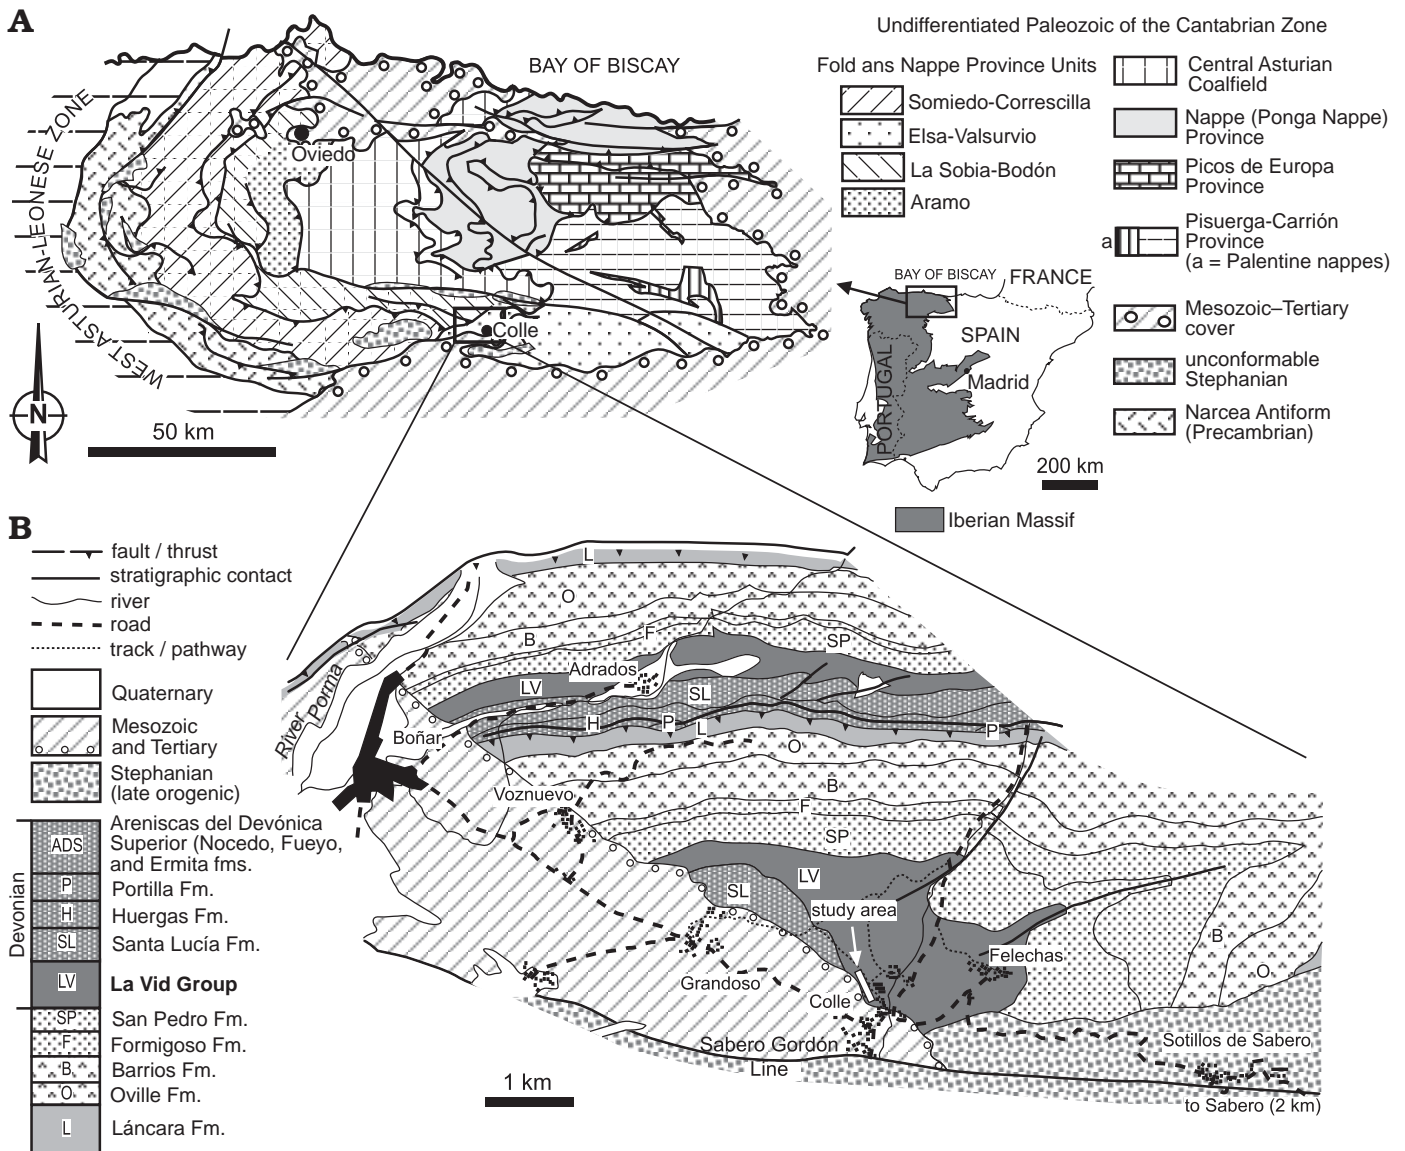 A
BAY OF BISCAY
WEST ASTURIAN-LEONESE ZONE
Oviedo
Colle
N
50 km
Undifferentiated Paleozoic of the Cantabrian Zone
Fold ans Nappe Province Units
Somiedo-Correscilla
Elsa-Valsurvio
La Sobia-Bodón
Aramo
Central Asturian
Coalfield
Nappe (Ponga Nappe)
Province
Picos de Europa
Province
a
Pisuerga-Carrión
Province
(a = Palentine nappes)
Mesozoic–Tertiary
cover
unconformable
Stephanian
Narcea Antiform
(Precambrian)
BAY OF BISCAY
FRANCE
SPAIN
Madrid
PORTUGAL
200 km
Iberian Massif
B
fault / thrust
stratigraphic contact
river
road
track / pathway
Quaternary
Mesozoic
and Tertiary
Stephanian
(late orogenic)
Devonian
ADS
Areniscas del Devónica
Superior (Nocedo, Fueyo,
and Ermita fms.
P
Portilla Fm.
H
Huergas Fm.
SL
Santa Lucía Fm.
LV
La Vid Group
SP
San Pedro Fm.
F
Formigoso Fm.
B
Barrios Fm.
O
Oville Fm.
L
Láncara Fm.
L
O
B
F
SP
Adrados
LV
SL
River Porma
Boñar
H
P
L
P
O
Voznuevo
B
F
SP
LV
SL
study area
B
Felechas
O
Grandoso
Colle
Sabero Gordón
Line
Sotillos de Sabero
1 km
to Sabero (2 km)